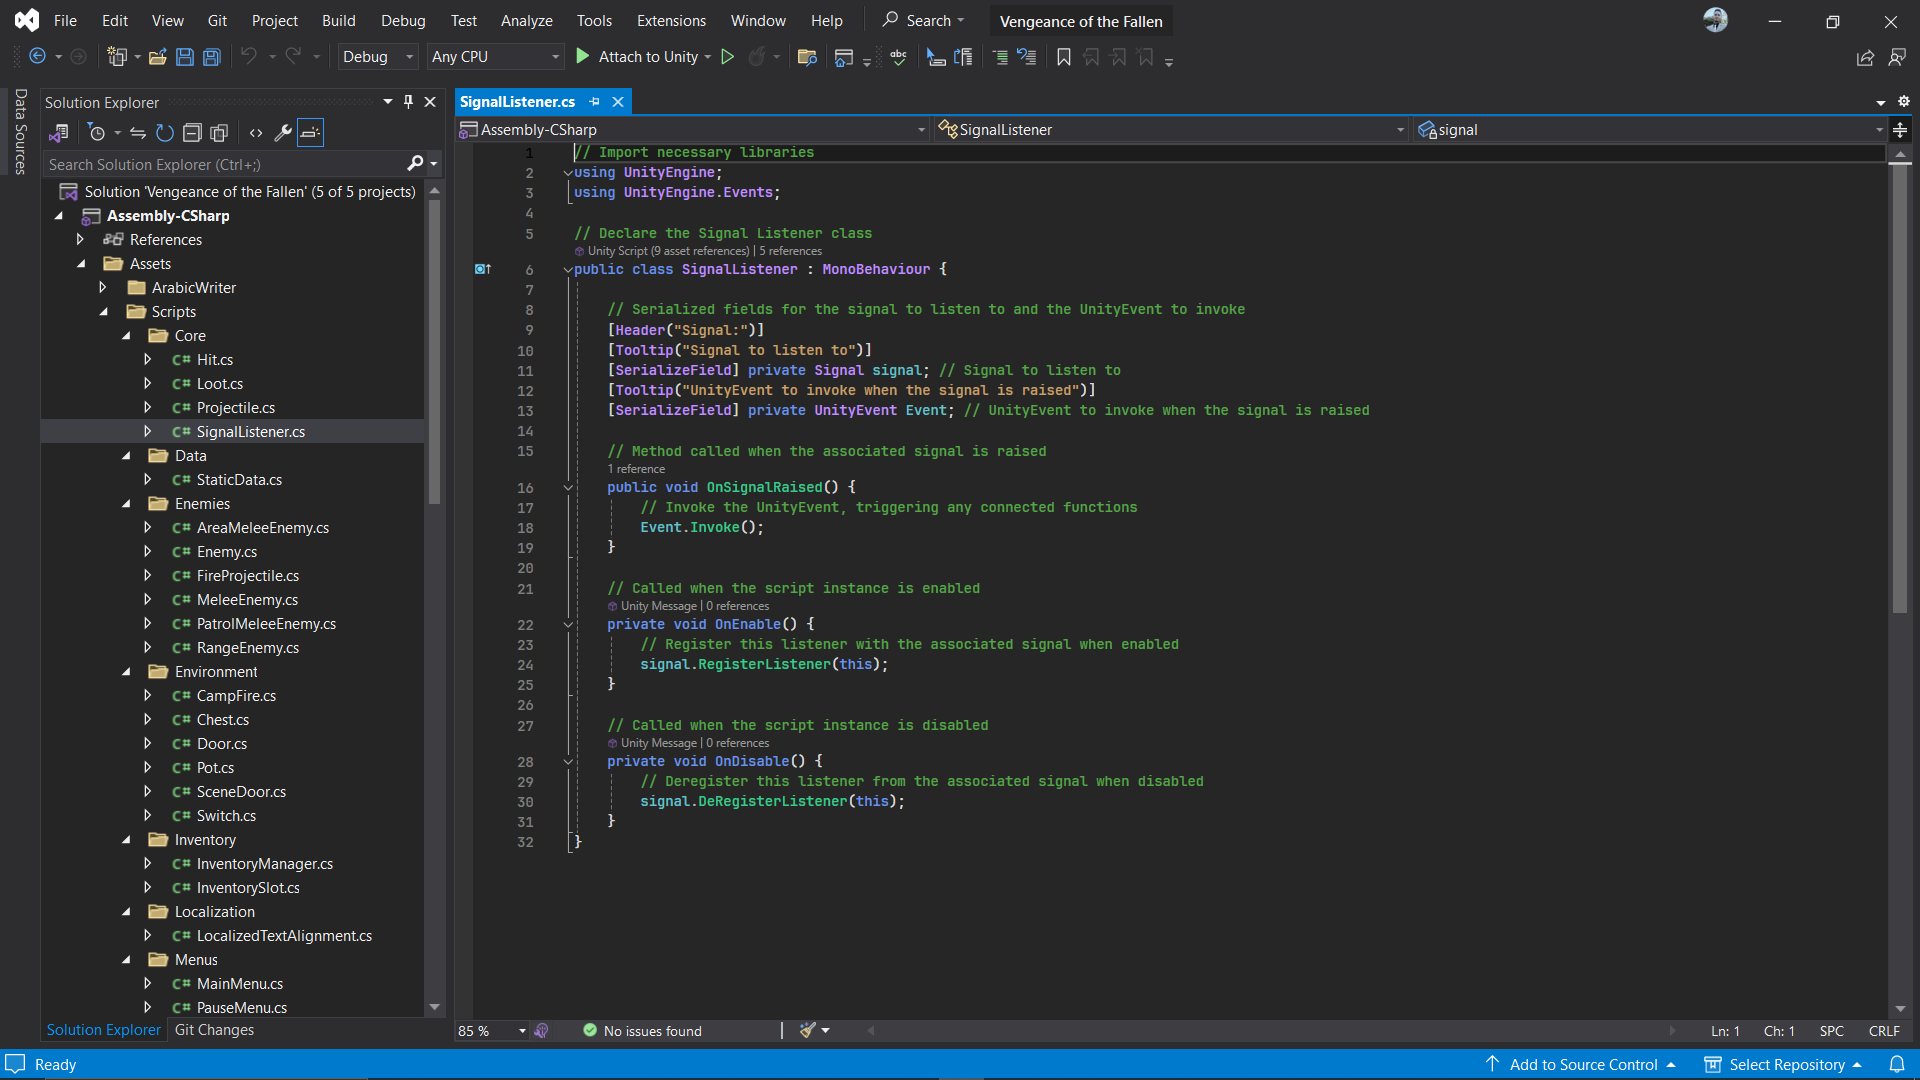 File Edit View Git Project Build Debug Test Analyze Tools Extensions Window Help Search Vengeance of the Fallen
Debug Any CPU Attach to Unity
Data Sources
Solution Explorer
Search Solution Explorer (Ctrl+;)
Solution 'Vengeance of the Fallen' (5 of 5 projects)
Assembly-CSharp
References
Assets
ArabicWriter
Scripts
Core
C# Hit.cs
C# Loot.cs
C# Projectile.cs
C# SignalListener.cs
Data
C# StaticData.cs
Enemies
C# AreaMeleeEnemy.cs
C# Enemy.cs
C# FireProjectile.cs
C# MeleeEnemy.cs
C# PatrolMeleeEnemy.cs
C# RangeEnemy.cs
Environment
C# CampFire.cs
C# Chest.cs
C# Door.cs
C# Pot.cs
C# SceneDoor.cs
C# Switch.cs
Inventory
C# InventoryManager.cs
C# InventorySlot.cs
Localization
C# LocalizedTextAlignment.cs
Menus
C# MainMenu.cs
C# PauseMenu.cs
Solution Explorer Git Changes
SignalListener.cs
Assembly-CSharp SignalListener signal
1 // Import necessary libraries
2 using UnityEngine;
3 using UnityEngine.Events;
4
5 // Declare the Signal Listener class
Unity Script (9 asset references) | 5 references
6 public class SignalListener : MonoBehaviour {
7
8 // Serialized fields for the signal to listen to and the UnityEvent to invoke
9 [Header("Signal:")]
10 [Tooltip("Signal to listen to")]
11 [SerializeField] private Signal signal; // Signal to listen to
12 [Tooltip("UnityEvent to invoke when the signal is raised")]
13 [SerializeField] private UnityEvent Event; // UnityEvent to invoke when the signal is raised
14
15 // Method called when the associated signal is raised
1 reference
16 public void OnSignalRaised() {
17 // Invoke the UnityEvent, triggering any connected functions
18 Event.Invoke();
19 }
20
21 // Called when the script instance is enabled
Unity Message | 0 references
22 private void OnEnable() {
23 // Register this listener with the associated signal when enabled
24 signal.RegisterListener(this);
25 }
26
27 // Called when the script instance is disabled
Unity Message | 0 references
28 private void OnDisable() {
29 // Deregister this listener from the associated signal when disabled
30 signal.DeRegisterListener(this);
31 }
32 }
85 % No issues found Ln: 1 Ch: 1 SPC CRLF
Ready Add to Source Control Select Repository